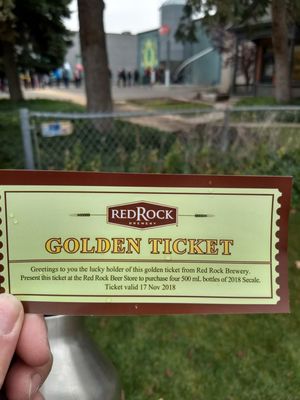 REDROCK
BREWERY
GOLDEN TICKET
Greetings to you the lucky holder of this golden ticket from Red Rock Brewery.
Present this ticket at the Red Rock Beer Store to purchase four 500 mL bottles of 2018 Secale.
Ticket valid 17 Nov 2018